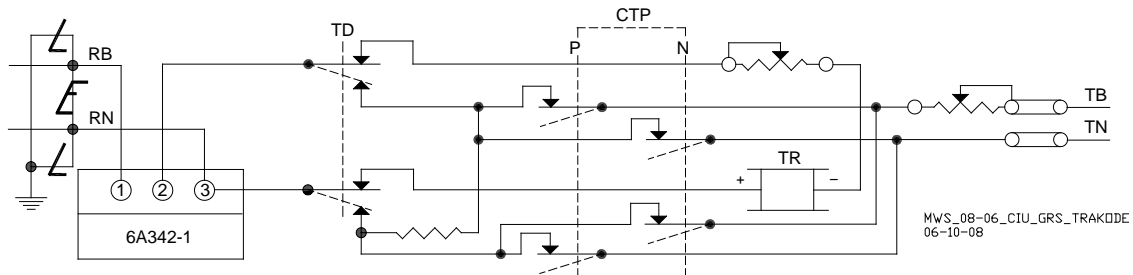 CTP
TD
P N
RB
TB
RN
TN
TR
+ −
1 2 3
6A342-1
MWS_08-06_CIU_GRS_TRAKODE
06-10-08